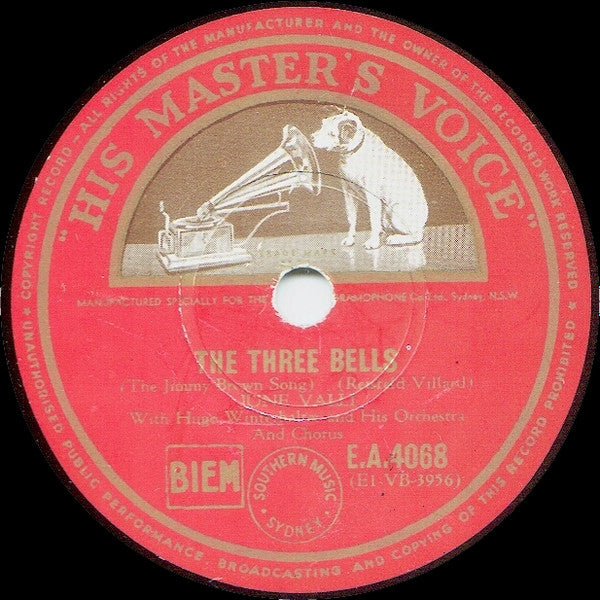 UNAUTHORISED PUBLIC PERFORMANCE, BROADCASTING AND COPYING OF THIS RECORD PROHIBITED ★ COPYRIGHT RECORD — ALL RIGHTS OF THE MANUFACTURER AND THE OWNER OF THE RECORDED WORK RESERVED ★
"HIS MASTER'S VOICE"
MANUFACTURED SPECIALLY FOR THE GRAMOPHONE Co. Ltd., Sydney, N.S.W.
THE THREE BELLS
(The Jimmy Brown Song) (Villard)
JUNE VALLI
With Hugo Winterhalter and His Orchestra
And Chorus
BIEM
SOUTHERN MUSIC
• SYDNEY •
E.A.4068
(E1-VB-3956)